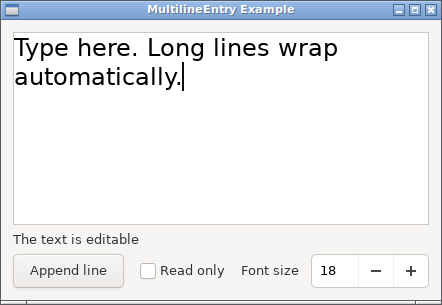 MultilineEntry Example
Type here. Long lines wrap
automatically.
The text is editable
Append line Read only Font size 18